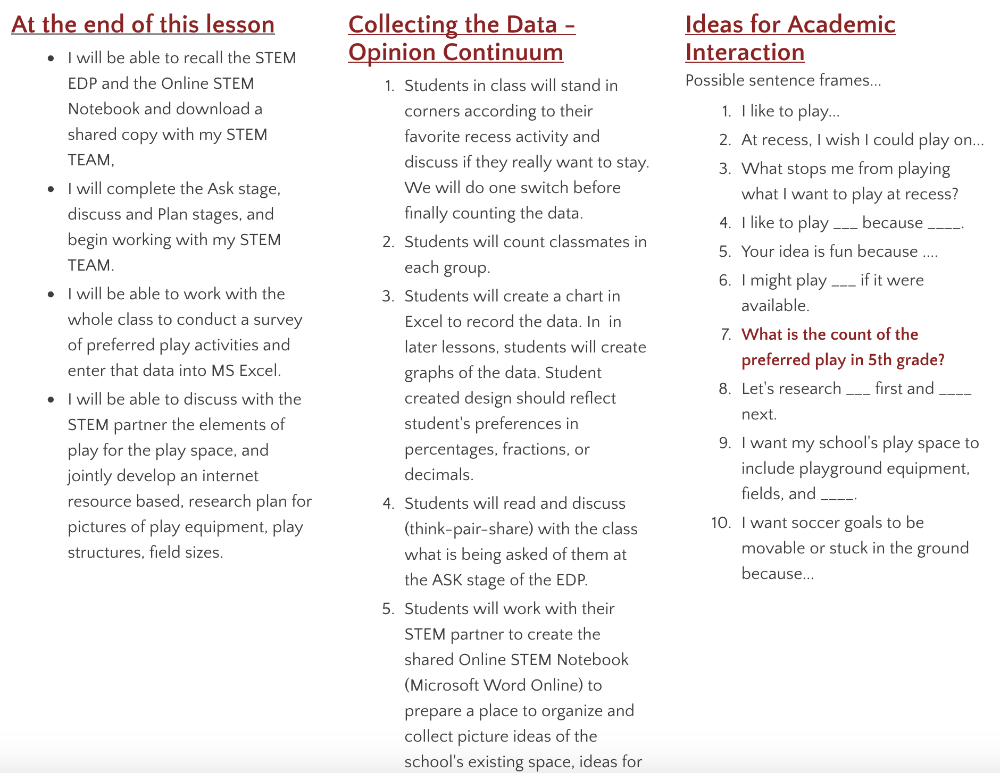 At the end of this lesson
• I will be able to recall the STEM
EDP and the Online STEM
Notebook and download a
shared copy with my STEM
TEAM,
• I will complete the Ask stage,
discuss and Plan stages, and
begin working with my STEM
TEAM.
• I will be able to work with the
whole class to conduct a survey
of preferred play activities and
enter that data into MS Excel.
• I will be able to discuss with the
STEM partner the elements of
play for the play space, and
jointly develop an internet
resource based, research plan for
pictures of play equipment, play
structures, field sizes.
Collecting the Data -
Opinion Continuum
1. Students in class will stand in
corners according to their
favorite recess activity and
discuss if they really want to stay.
We will do one switch before
finally counting the data.
2. Students will count classmates in
each group.
3. Students will create a chart in
Excel to record the data. In  in
later lessons, students will create
graphs of the data. Student
created design should reflect
student's preferences in
percentages, fractions, or
decimals.
4. Students will read and discuss
(think-pair-share) with the class
what is being asked of them at
the ASK stage of the EDP.
5. Students will work with their
STEM partner to create the
shared Online STEM Notebook
(Microsoft Word Online) to
prepare a place to organize and
collect picture ideas of the
school's existing space, ideas for
Ideas for Academic
Interaction
Possible sentence frames...
1. I like to play...
2. At recess, I wish I could play on...
3. What stops me from playing
what I want to play at recess?
4. I like to play ___ because ____.
5. Your idea is fun because ....
6. I might play ___ if it were
available.
7. What is the count of the
preferred play in 5th grade?
8. Let's research ___ first and ____
next.
9. I want my school's play space to
include playground equipment,
fields, and ____.
10. I want soccer goals to be
movable or stuck in the ground
because...